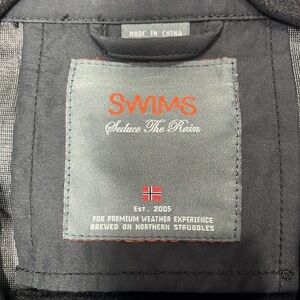 MADE IN CHINA
SWIMS
Seduce The Rain
EST. 2005
FOR PREMIUM WEATHER EXPERIENCE
BREWED ON NORTHERN STRUGGLES